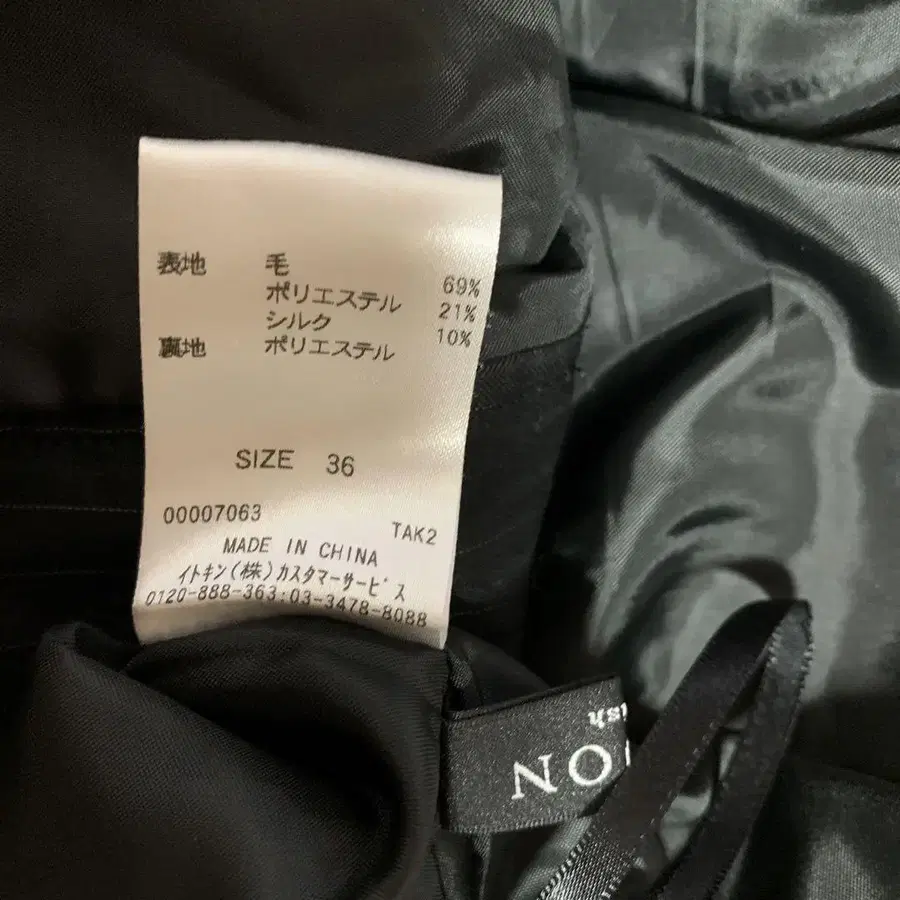 表地 毛 69%
ポリエステル 21%
シルク 10%
裏地 ポリエステル
SIZE 36
00007063 TAK2
MADE IN CHINA
イトキン(株)カスタマーサービス
0120-888-363:03-3478-8088
ish
ON